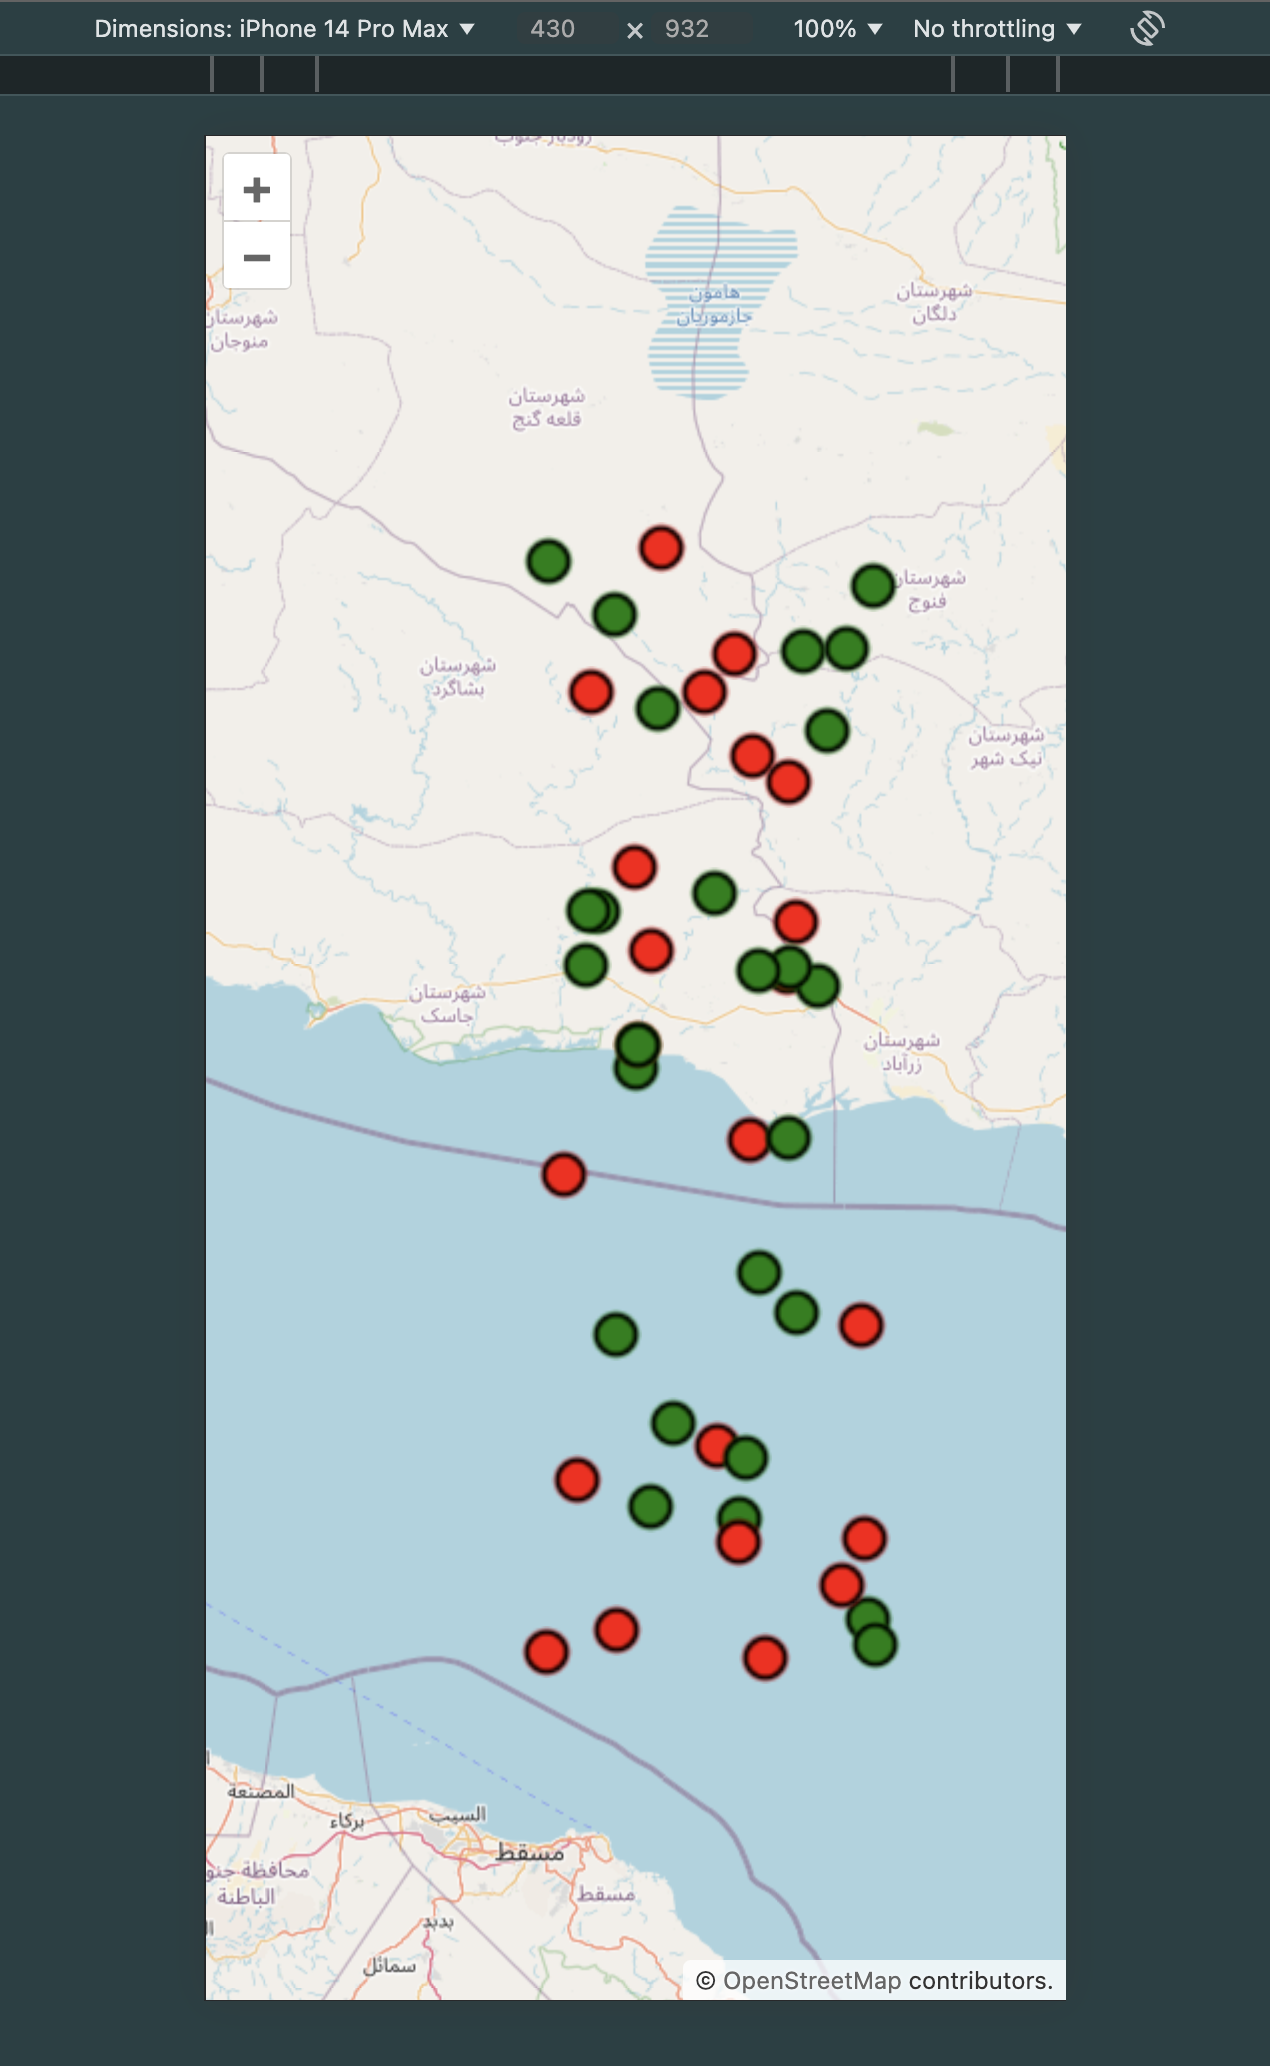 Dimensions: iPhone 14 Pro Max 430 × 932 100% No throttling
رودبار جنوب
+
−
هامون
جازموریان
شهرستان
دلگان
شهرستان
منوجان
شهرستان
قلعه گنج
شهرستان
فنوج
شهرستان
بشاگرد
شهرستان
نیک شهر
شهرستان
جاسک
شهرستان
زرآباد
المصنعة
السيب
بركاء
مسقط
محافظة جنو
الباطنة
مسقط
بدبد
سمائل
© OpenStreetMap contributors.